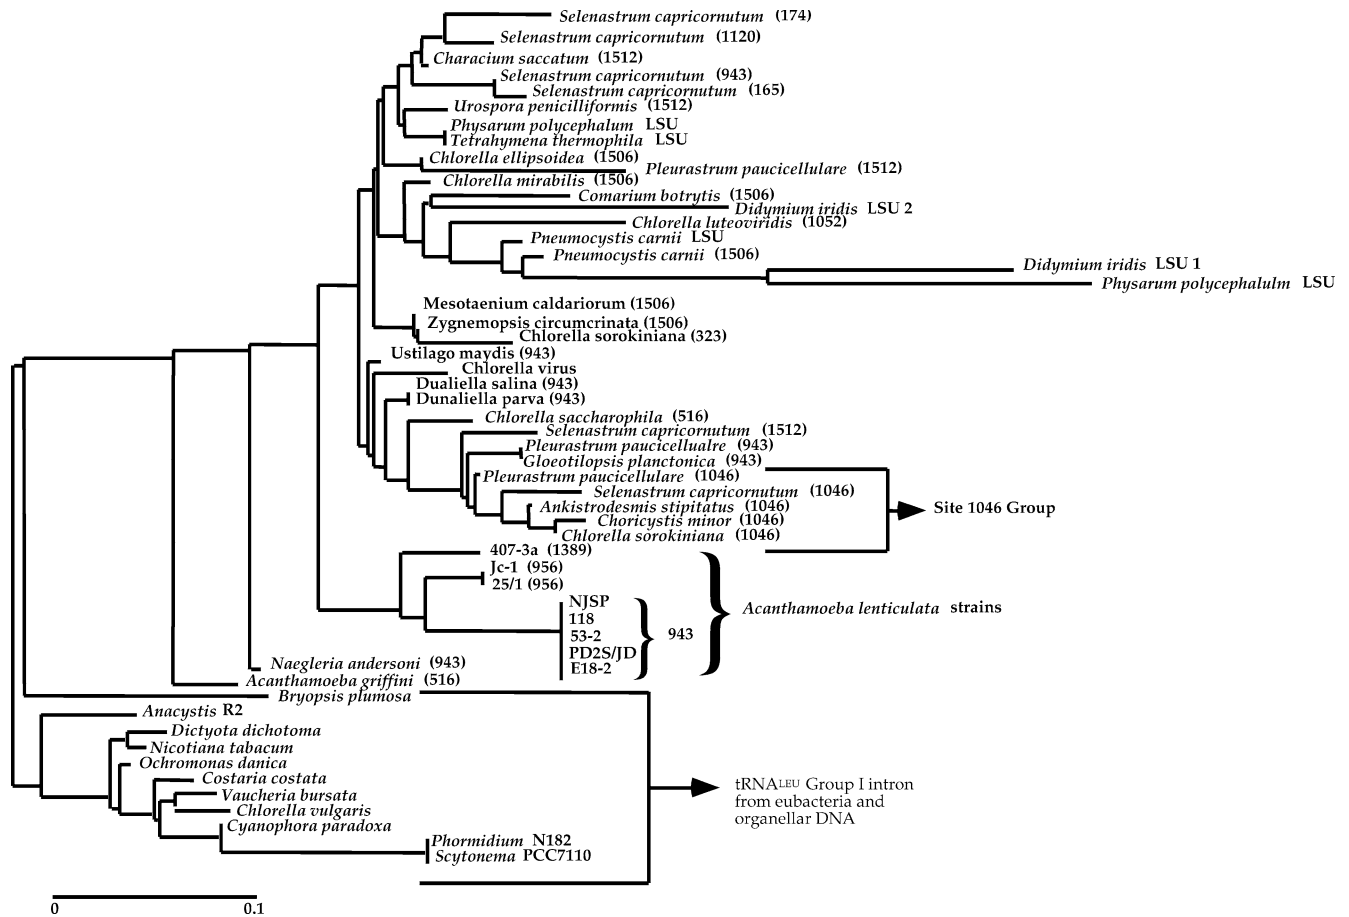 Selenastrum capricornutum (174)
Selenastrum capricornutum (1120)
Characium saccatum (1512)
Selenastrum capricornutum (943)
Selenastrum capricornutum (165)
Urospora penicilliformis (1512)
Physarum polycephalum LSU
Tetrahymena thermophila LSU
Chlorella ellipsoidea (1506)
Pleurastrum paucicellulare (1512)
Chlorella mirabilis (1506)
Comarium botrytis (1506)
Didymium iridis LSU 2
Chlorella luteoviridis (1052)
Pneumocystis carnii LSU
Pneumocystis carnii (1506)
Didymium iridis LSU 1
Physarum polycephalulm LSU
Mesotaenium caldariorum (1506)
Zygnemopsis circumcrinata (1506)
Chlorella sorokiniana (323)
Ustilago maydis (943)
Chlorella virus
Dualiella salina (943)
Dunaliella parva (943)
Chlorella saccharophila (516)
Selenastrum capricornutum (1512)
Pleurastrum paucicellualre (943)
Gloeotilopsis planctonica (943)
Pleurastrum paucicellulare (1046)
Selenastrum capricornutum (1046)
Ankistrodesmis stipitatus (1046)
Site 1046 Group
Choricystis minor (1046)
Chlorella sorokiniana (1046)
407-3a (1389)
Jc-1 (956)
25/1 (956)
NJSP
118
53-2
PD2S/JD
E18-2
943
Acanthamoeba lenticulata strains
Naegleria andersoni (943)
Acanthamoeba griffini (516)
Bryopsis plumosa
Anacystis R2
Dictyota dichotoma
Nicotiana tabacum
Ochromonas danica
Costaria costata
Vaucheria bursata
Chlorella vulgaris
Cyanophora paradoxa
Phormidium N182
Scytonema PCC7110
tRNALEU Group I intron
from eubacteria and
organellar DNA
0 0.1